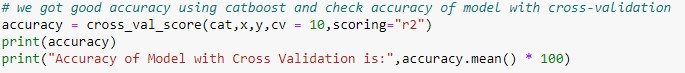 # we got good accuracy using catboost and check accuracy of model with cross-validation
accuracy = cross_val_score(cat,x,y,cv = 10,scoring="r2")
print(accuracy)
print("Accuracy of Model with Cross Validation is:",accuracy.mean() * 100)